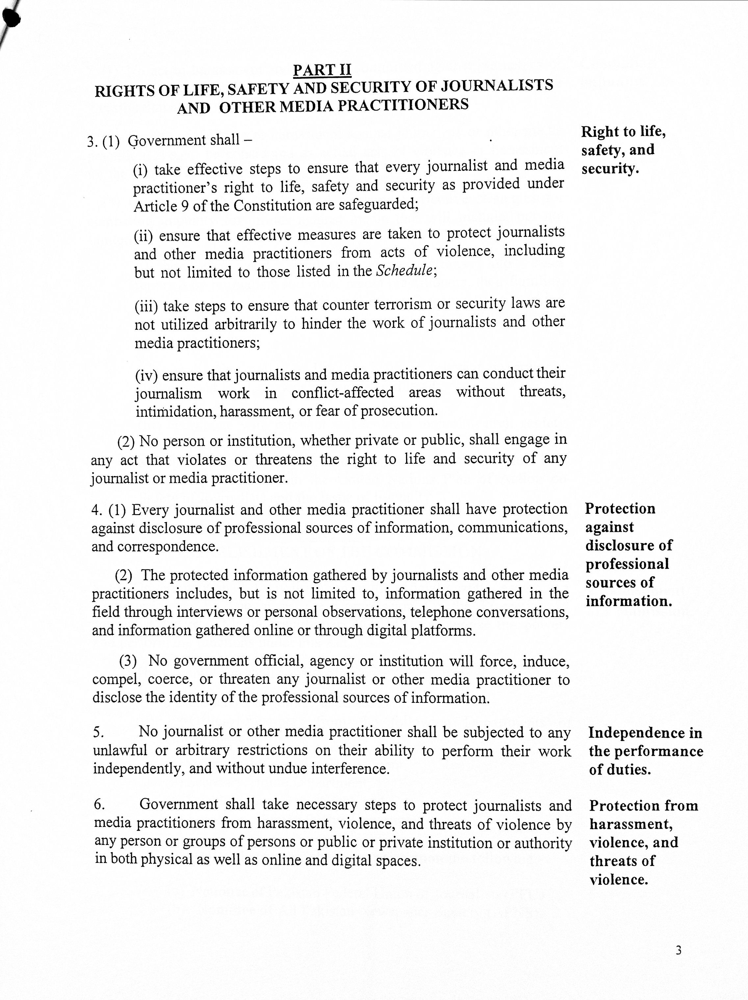 PART II
RIGHTS OF LIFE, SAFETY AND SECURITY OF JOURNALISTS
AND OTHER MEDIA PRACTITIONERS
3. (1) Government shall –
Right to life,
safety, and
security.
(i) take effective steps to ensure that every journalist and media
practitioner's right to life, safety and security as provided under
Article 9 of the Constitution are safeguarded;
(ii) ensure that effective measures are taken to protect journalists
and other media practitioners from acts of violence, including
but not limited to those listed in the Schedule;
(iii) take steps to ensure that counter terrorism or security laws are
not utilized arbitrarily to hinder the work of journalists and other
media practitioners;
(iv) ensure that journalists and media practitioners can conduct their
journalism work in conflict-affected areas without threats,
intimidation, harassment, or fear of prosecution.
(2) No person or institution, whether private or public, shall engage in
any act that violates or threatens the right to life and security of any
journalist or media practitioner.
4. (1) Every journalist and other media practitioner shall have protection
against disclosure of professional sources of information, communications,
and correspondence.
Protection
against
disclosure of
professional
sources of
information.
(2) The protected information gathered by journalists and other media
practitioners includes, but is not limited to, information gathered in the
field through interviews or personal observations, telephone conversations,
and information gathered online or through digital platforms.
(3) No government official, agency or institution will force, induce,
compel, coerce, or threaten any journalist or other media practitioner to
disclose the identity of the professional sources of information.
5. No journalist or other media practitioner shall be subjected to any
unlawful or arbitrary restrictions on their ability to perform their work
independently, and without undue interference.
Independence in
the performance
of duties.
6. Government shall take necessary steps to protect journalists and
media practitioners from harassment, violence, and threats of violence by
any person or groups of persons or public or private institution or authority
in both physical as well as online and digital spaces.
Protection from
harassment,
violence, and
threats of
violence.
3